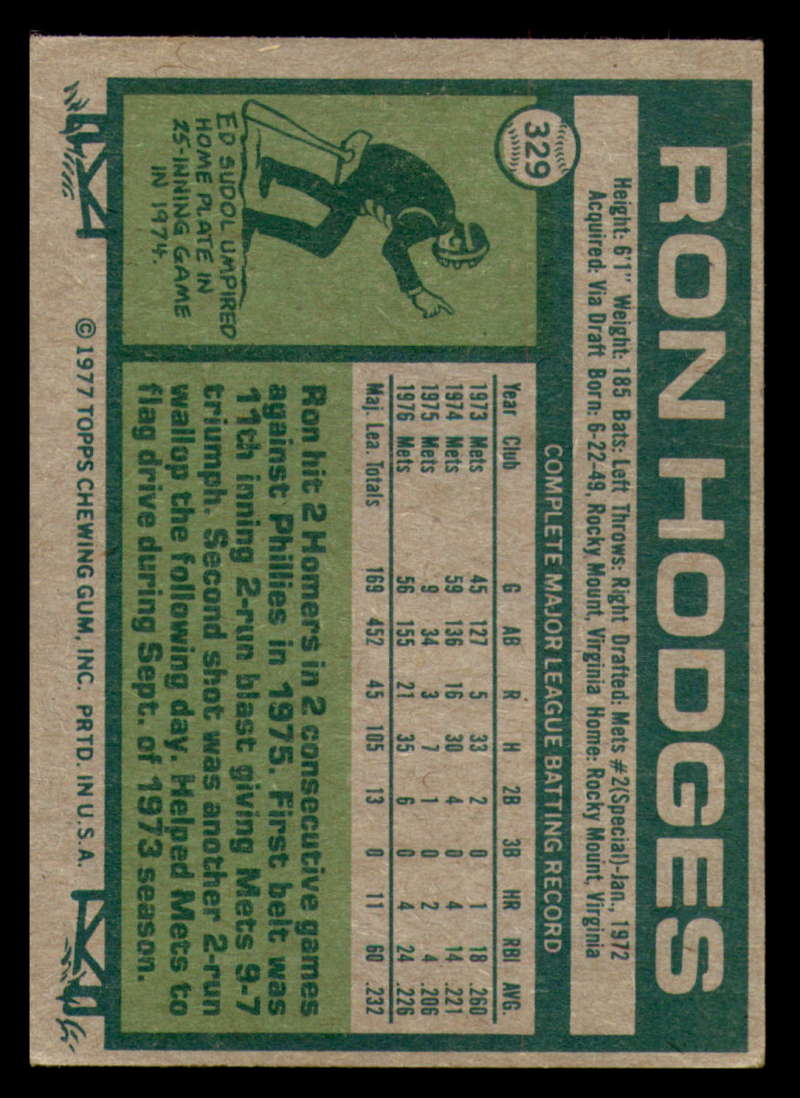 329
RON HODGES
Height: 6'1" Weight: 185 Bats: Left Throws: Right Drafted: Mets #2(Special)-Jan., 1972
Acquired: Via Draft Born: 6-22-49, Rocky Mount, Virginia Home: Rocky Mount, Virginia
COMPLETE MAJOR LEAGUE BATTING RECORD
Year Club G AB R H 2B 3B HR RBI AVG.
1973 Mets 45 127 5 33 2 0 1 18 .260
1974 Mets 59 136 16 30 4 0 4 14 .221
1975 Mets 9 34 3 7 1 0 2 4 .206
1976 Mets 56 155 21 35 6 0 4 24 .226
Maj. Lea. Totals 169 452 45 105 13 0 11 60 .232
ED SUDOL UMPIRED
HOME PLATE IN
25-INNING GAME
IN 1974.
Ron hit 2 Homers in 2 consecutive games
against Phillies in 1975. First belt was
11th inning 2-run blast giving Mets 9-7
triumph. Second shot was another 2-run
wallop the following day. Helped Mets to
flag drive during Sept. of 1973 season.
©1977 TOPPS CHEWING GUM, INC. PRTD. IN U.S.A.